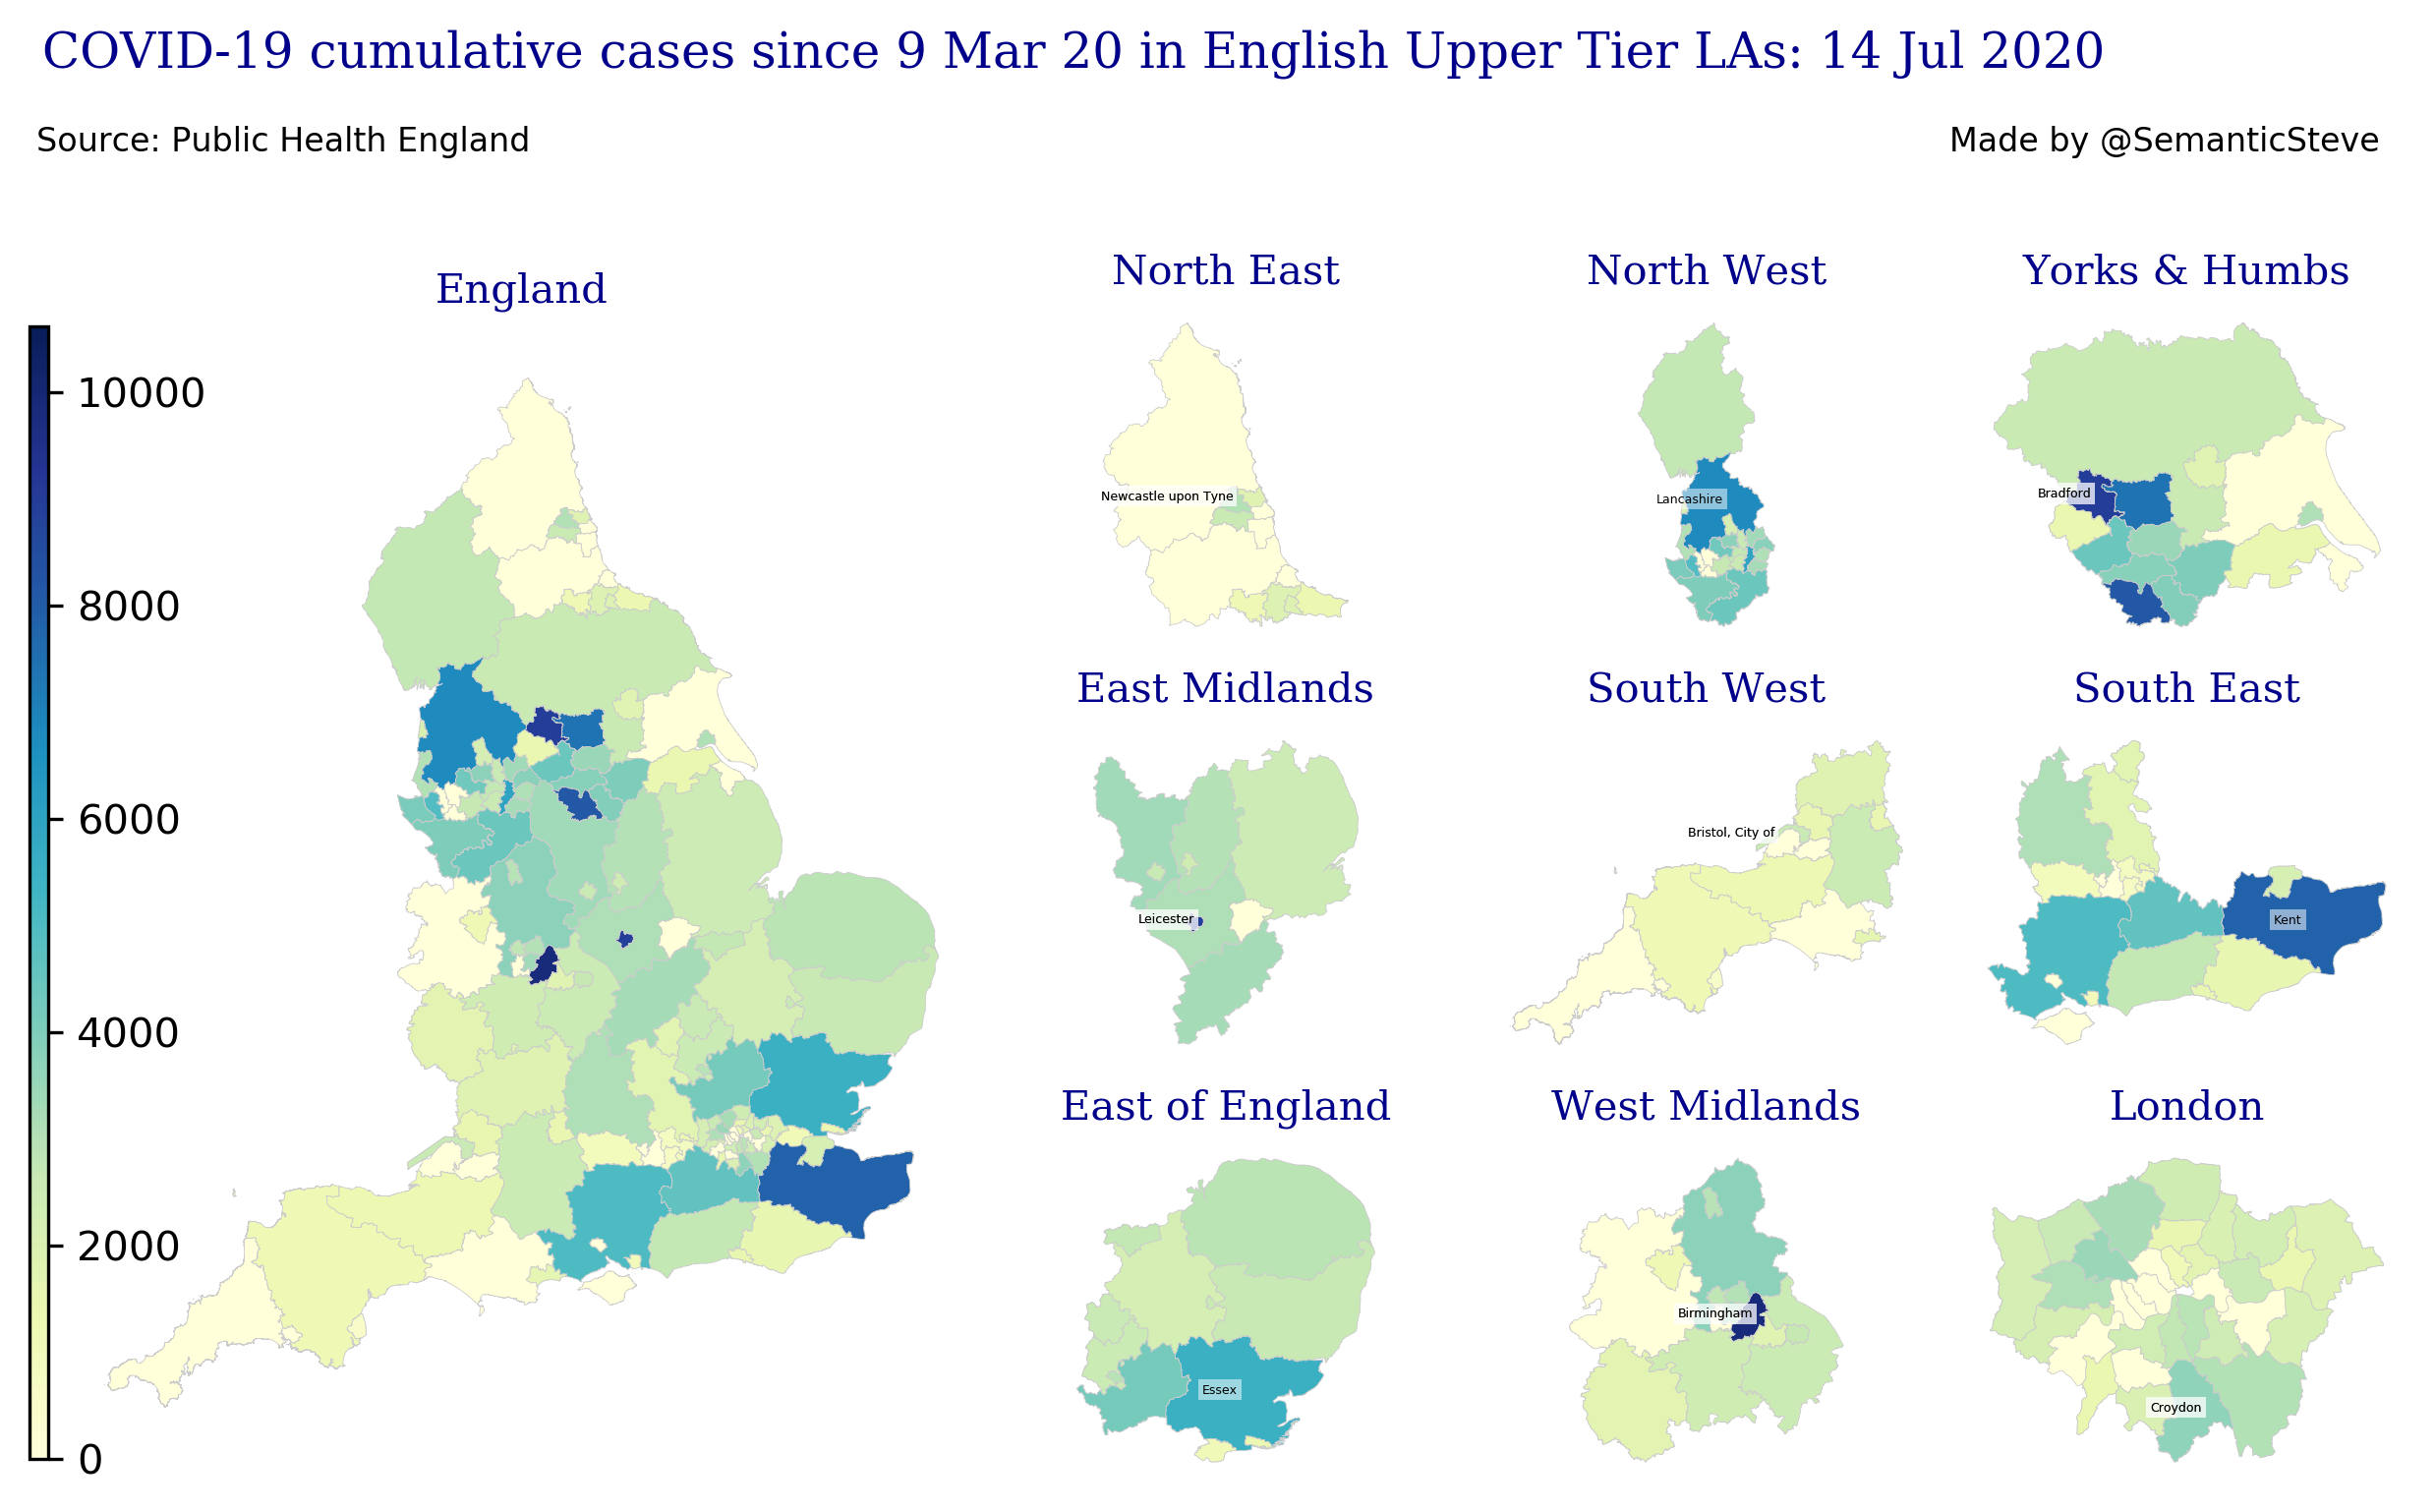 COVID-19 cumulative cases since 9 Mar 20 in English Upper Tier LAs: 14 Jul 2020
Source: Public Health England
Made by @SemanticSteve
England
10000
8000
6000
4000
2000
0
North East
Newcastle upon Tyne
North West
Lancashire
Yorks & Humbs
Bradford
East Midlands
Leicester
South West
Bristol, City of
South East
Kent
East of England
Essex
West Midlands
Birmingham
London
Croydon